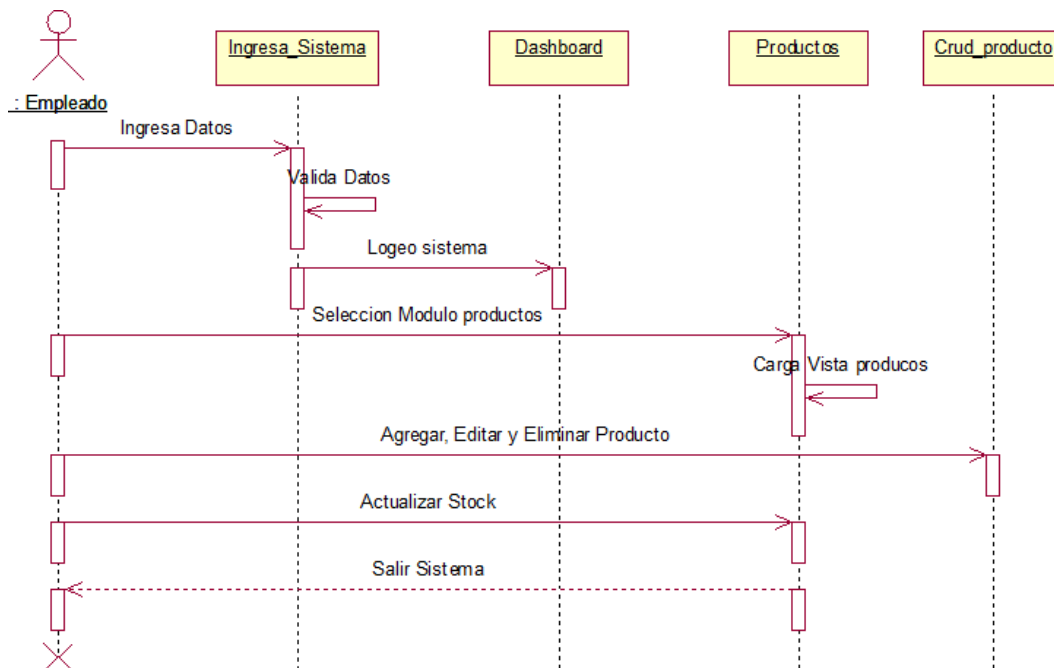 Ingresa_Sistema
Dashboard
Productos
Crud_producto
: Empleado
Ingresa Datos
Valida Datos
Logeo sistema
Seleccion Modulo productos
Carga Vista producos
Agregar, Editar y Eliminar Producto
Actualizar Stock
Salir Sistema